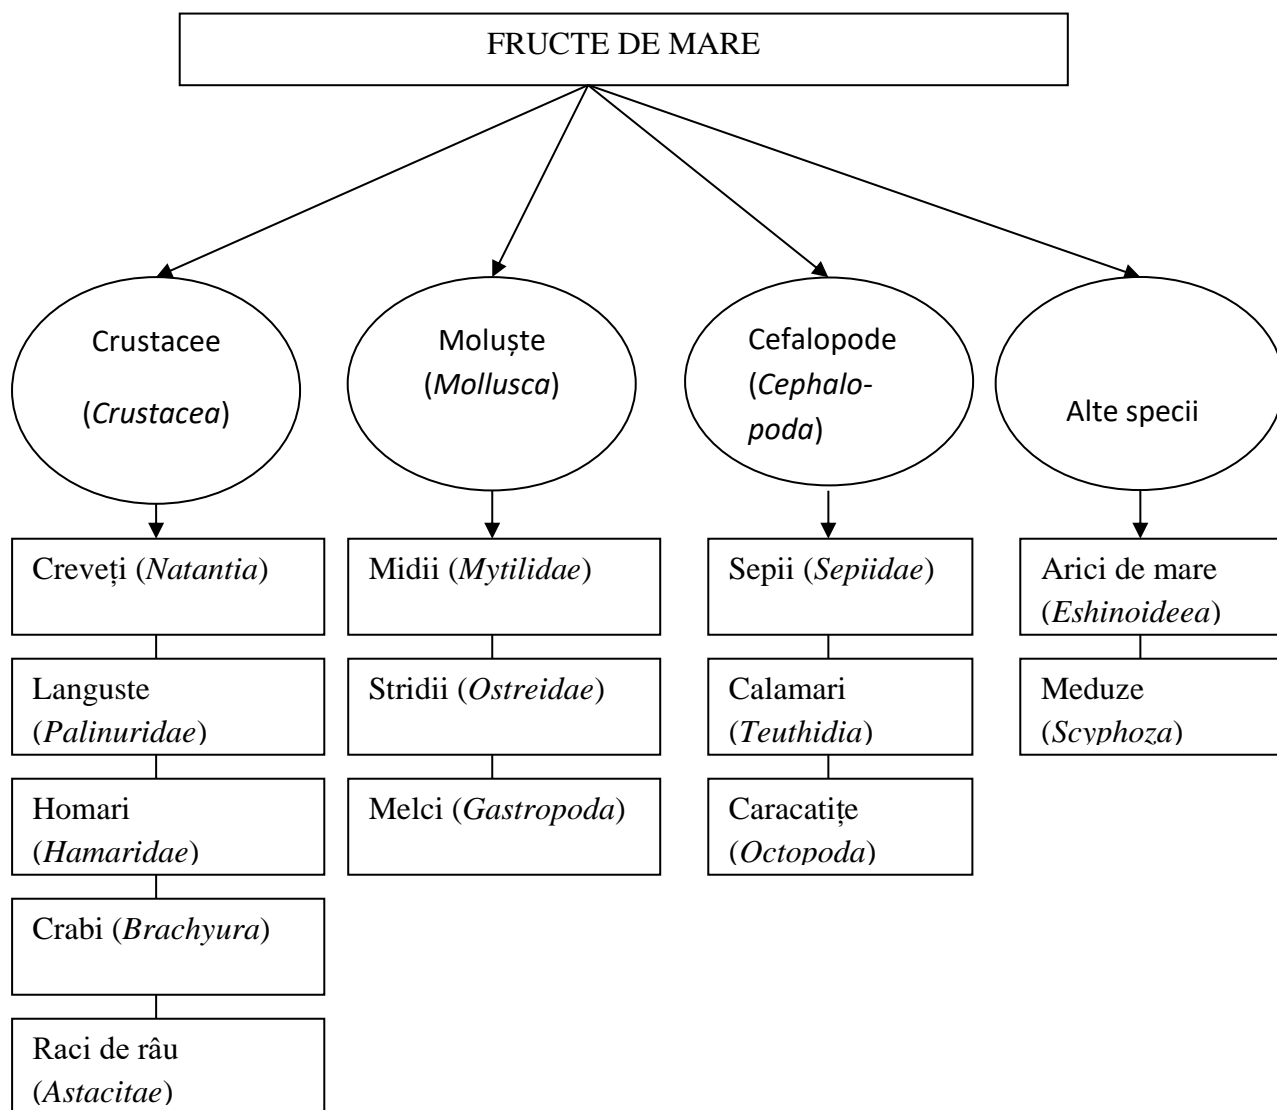 FRUCTE DE MARE
Crustacee
(Crustacea)
Moluște
(Mollusca)
Cefalopode
(Cephalo-
poda)
Alte specii
Creveți (Natantia)
Languste
(Palinuridae)
Homari
(Hamaridae)
Crabi (Brachyura)
Raci de râu
(Astacitae)
Midii (Mytilidae)
Stridii (Ostreidae)
Melci (Gastropoda)
Sepii (Sepiidae)
Calamari
(Teuthidia)
Caracatițe
(Octopoda)
Arici de mare
(Eshinoideea)
Meduze
(Scyphoza)